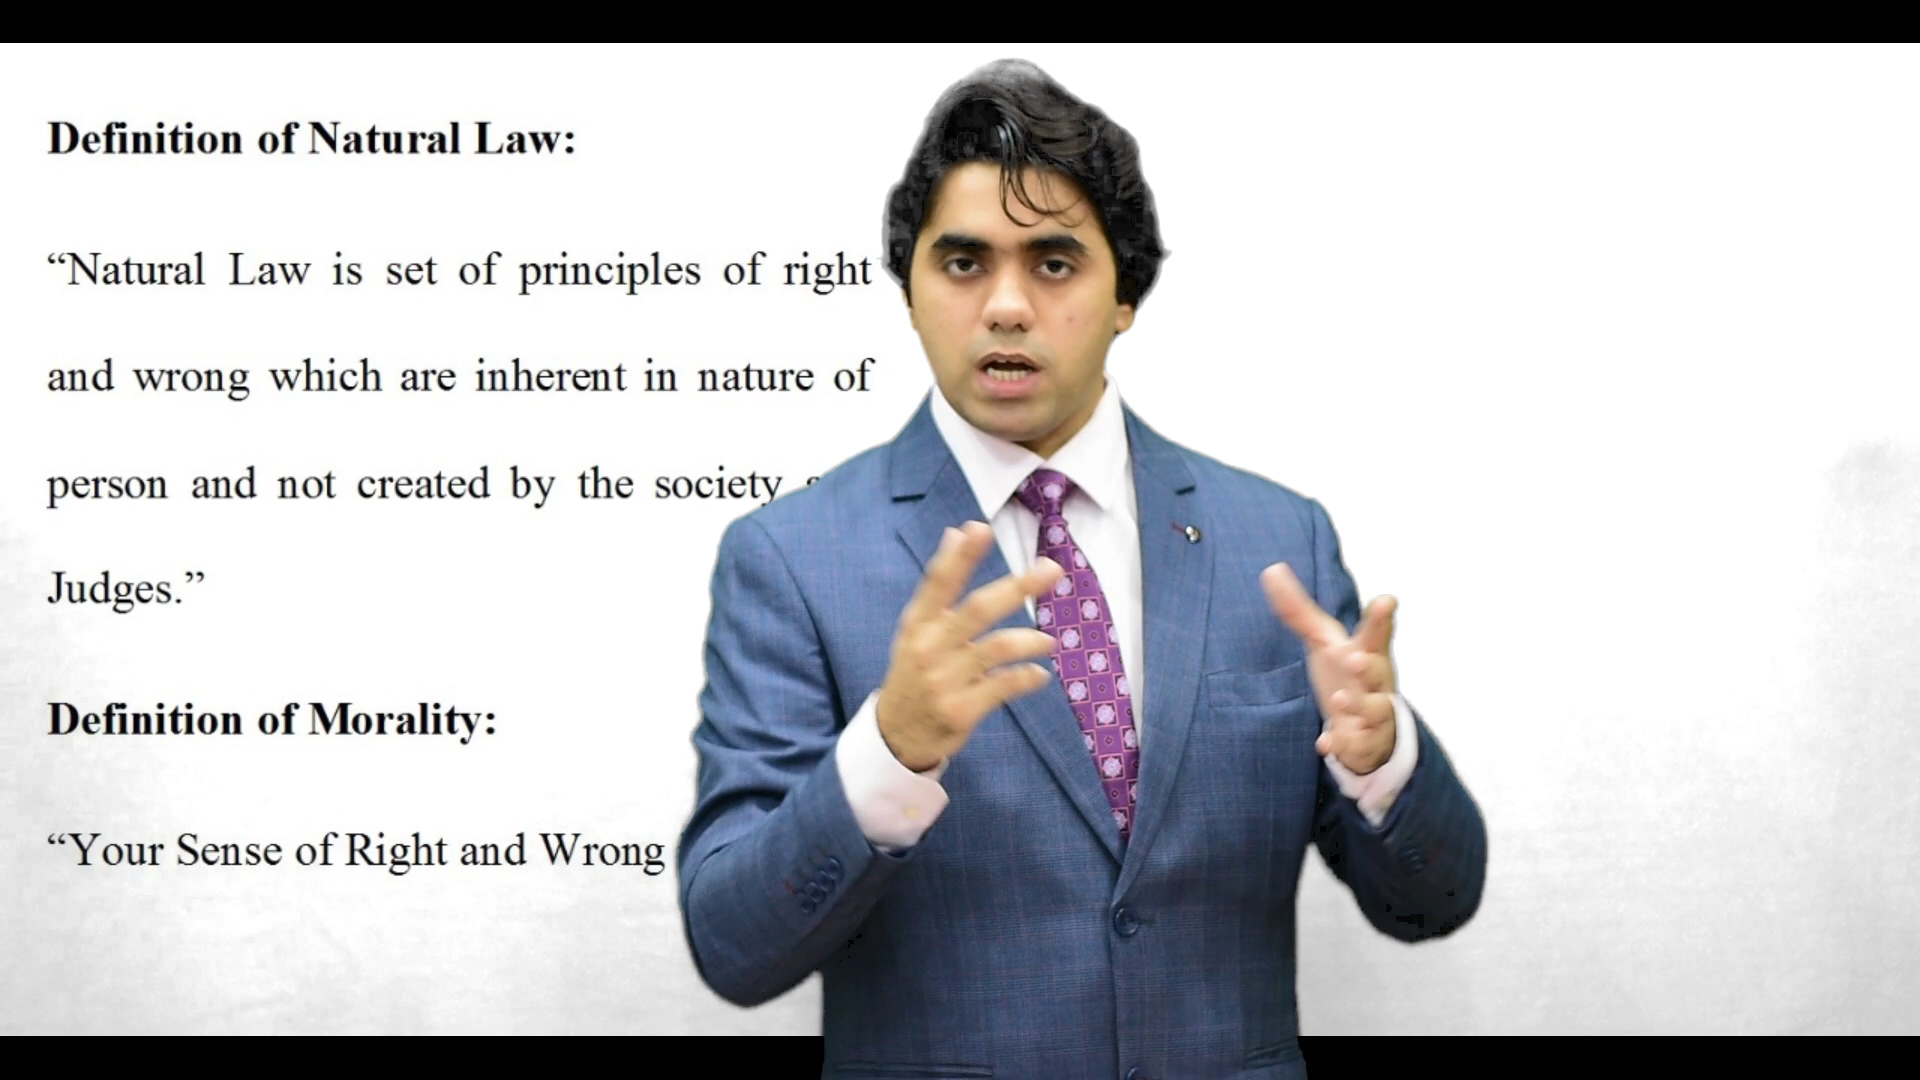 Definition of Natural Law:
“Natural Law is set of principles of right
and wrong which are inherent in nature of
person and not created by the society
Judges.”
Definition of Morality:
“Your Sense of Right and Wrong